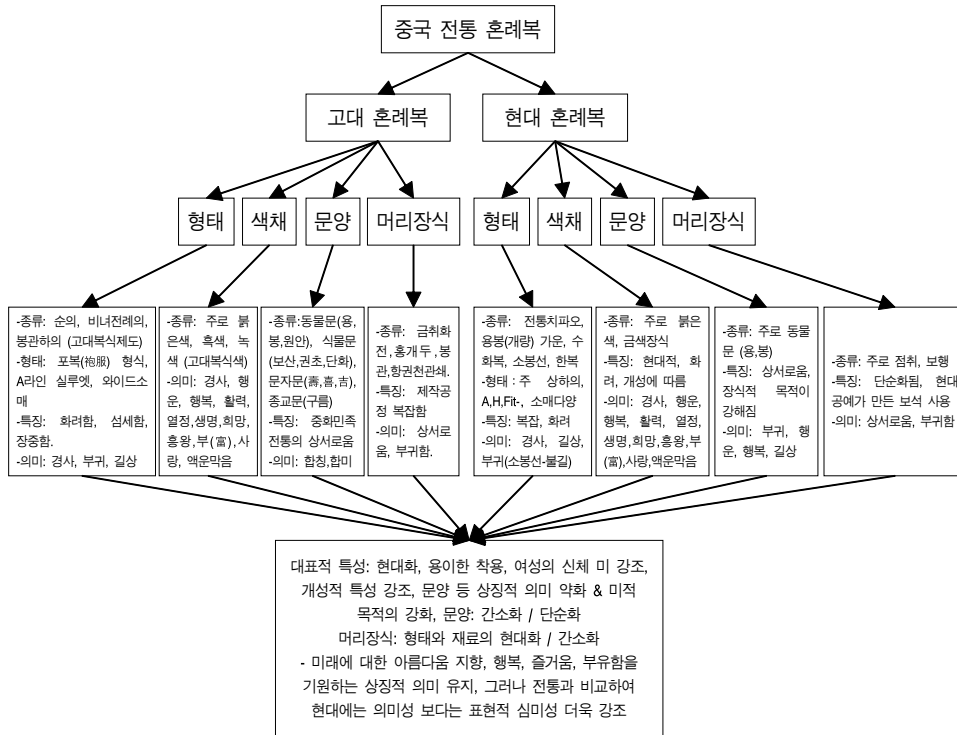 중국 전통 혼례복
고대 혼례복
현대 혼례복
형태
색채
문양
머리장식
형태
색채
문양
머리장식
-종류: 순의, 비녀전례의,
봉관하의 (고대복식제도)
-형태: 포복(袍服) 형식,
A라인 실루엣, 와이드소
매
-특징: 화려함, 섬세함,
장중함.
-의미: 경사, 부귀, 길상
-종류: 주로 붉
은색, 흑색, 녹
색 (고대복식색)
-의미: 경사, 행
운, 행복, 활력,
열정,생명,희망,
흥왕,부(富),사
랑, 액운막음
-종류:동물문(용,
봉,원안), 식물문
(보산,권초,단화)
문자문(壽,喜,吉),
종교문(구름)
-특징: 중화민족
전통의 상서로움
-의미: 합칭,합미
-종류: 금취화
전,홍개두,봉
관,항권천관쇄.
-특징: 제작공
정 복잡함
-의미: 상서로
움, 부귀함.
-종류: 전통치파오,
용봉(개량) 가운, 수
화복, 소봉선, 한복
-형태 : 주 상하의,
A,H,Fit-, 소매다양
-특징: 복잡, 화려
-의미: 경사, 길상,
부귀(소봉선-불길)
-종류: 주로 붉은
색, 금색장식
-특징: 현대적, 화
려, 개성에 따름
-의미: 경사, 행운,
행복, 활력, 열정,
생명,희망,흥왕,부
(富),사랑,액운막음
-종류: 주로 동물
문 (용,봉)
-특징: 상서로움,
장식적 목적이
강해짐
-의미: 부귀, 행
운, 행복, 길상
-종류: 주로 점취, 보행
-특징: 단순화됨, 현대
공예가 만든 보석 사용
-의미: 상서로움, 부귀함
대표적 특성: 현대화, 용이한 착용, 여성의 신체 미 강조,
개성적 특성 강조, 문양 등 상징적 의미 약화 & 미적
목적의 강화, 문양: 간소화 / 단순화
머리장식: 형태와 재료의 현대화 / 간소화
- 미래에 대한 아름다움 지향, 행복, 즐거움, 부유함을
기원하는 상징적 의미 유지, 그러나 전통과 비교하여
현대에는 의미성 보다는 표현적 심미성 더욱 강조